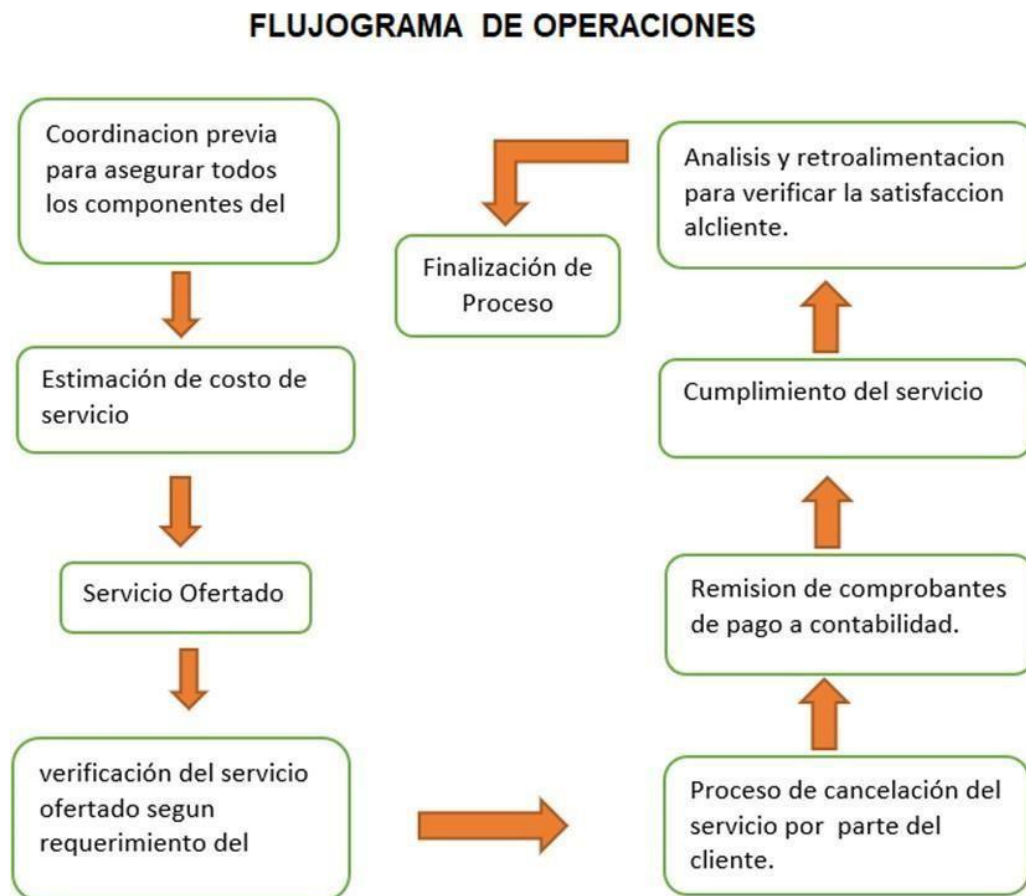 FLUJOGRAMA DE OPERACIONES
Coordinacion previa
para asegurar todos
los componentes del
Estimación de costo de
servicio
Servicio Ofertado
verificación del servicio
ofertado segun
requerimiento del
Proceso de cancelación del
servicio por parte del
cliente.
Remision de comprobantes
de pago a contabilidad.
Cumplimiento del servicio
Analisis y retroalimentacion
para verificar la satisfaccion
alcliente.
Finalización de
Proceso